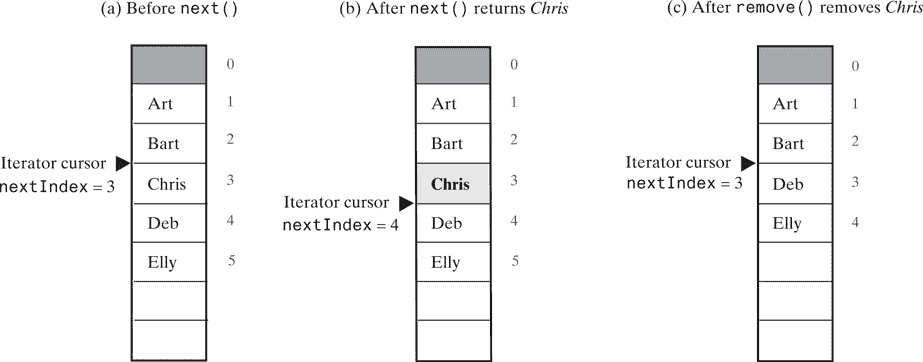 (a) Before next()
0
Art 1
Bart 2
Iterator cursor
nextIndex = 3
Chris 3
Deb 4
Elly 5
(b) After next() returns Chris
0
Art 1
Bart 2
Chris 3
Iterator cursor
nextIndex = 4
Deb 4
Elly 5
(c) After remove() removes Chris
0
Art 1
Bart 2
Iterator cursor
nextIndex = 3
Deb 3
Elly 4